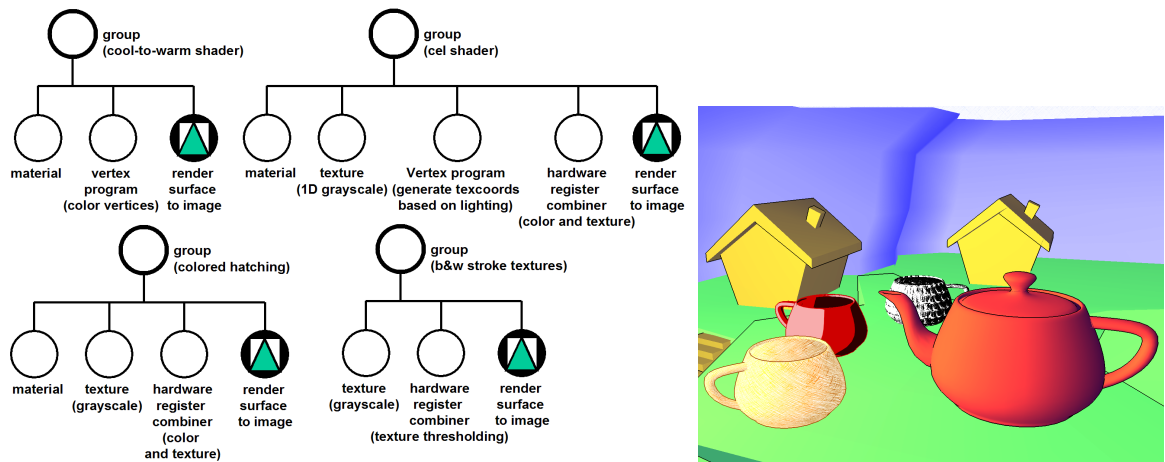 group
(cool-to-warm shader)
material
vertex
program
(color vertices)
render
surface
to image
group
(cel shader)
material
texture
(1D grayscale)
Vertex program
(generate texcoords
based on lighting)
hardware
register
combiner
(color and texture)
render
surface
to image
group
(colored hatching)
material
texture
(grayscale)
hardware
register
combiner
(color
and texture)
render
surface
to image
group
(b&w stroke textures)
texture
(grayscale)
hardware
register
combiner
(texture thresholding)
render
surface
to image